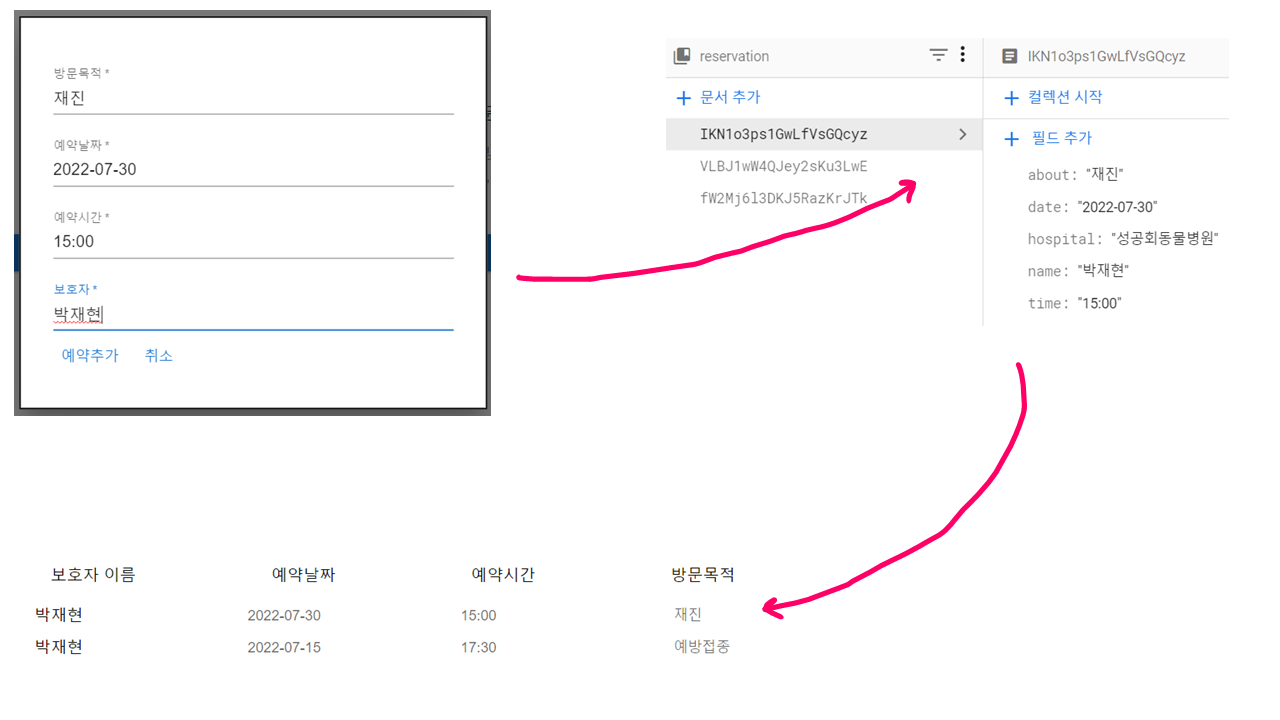 방문목적 *
재진
예약날짜 *
2022-07-30
예약시간 *
15:00
보호자 *
박재현
예약추가 취소
reservation
문서 추가
IKN1o3ps1GwLfVsGQcyz
VLBJ1wW4QJey2sKu3LwE
fW2Mj6l3DKJ5RazKrJTk
IKN1o3ps1GwLfVsGQcyz
컬렉션 시작
필드 추가
about: "재진"
date: "2022-07-30"
hospital: "성공회동물병원"
name: "박재현"
time: "15:00"
보호자 이름 예약날짜 예약시간 방문목적
박재현 2022-07-30 15:00 재진
박재현 2022-07-15 17:30 예방접종